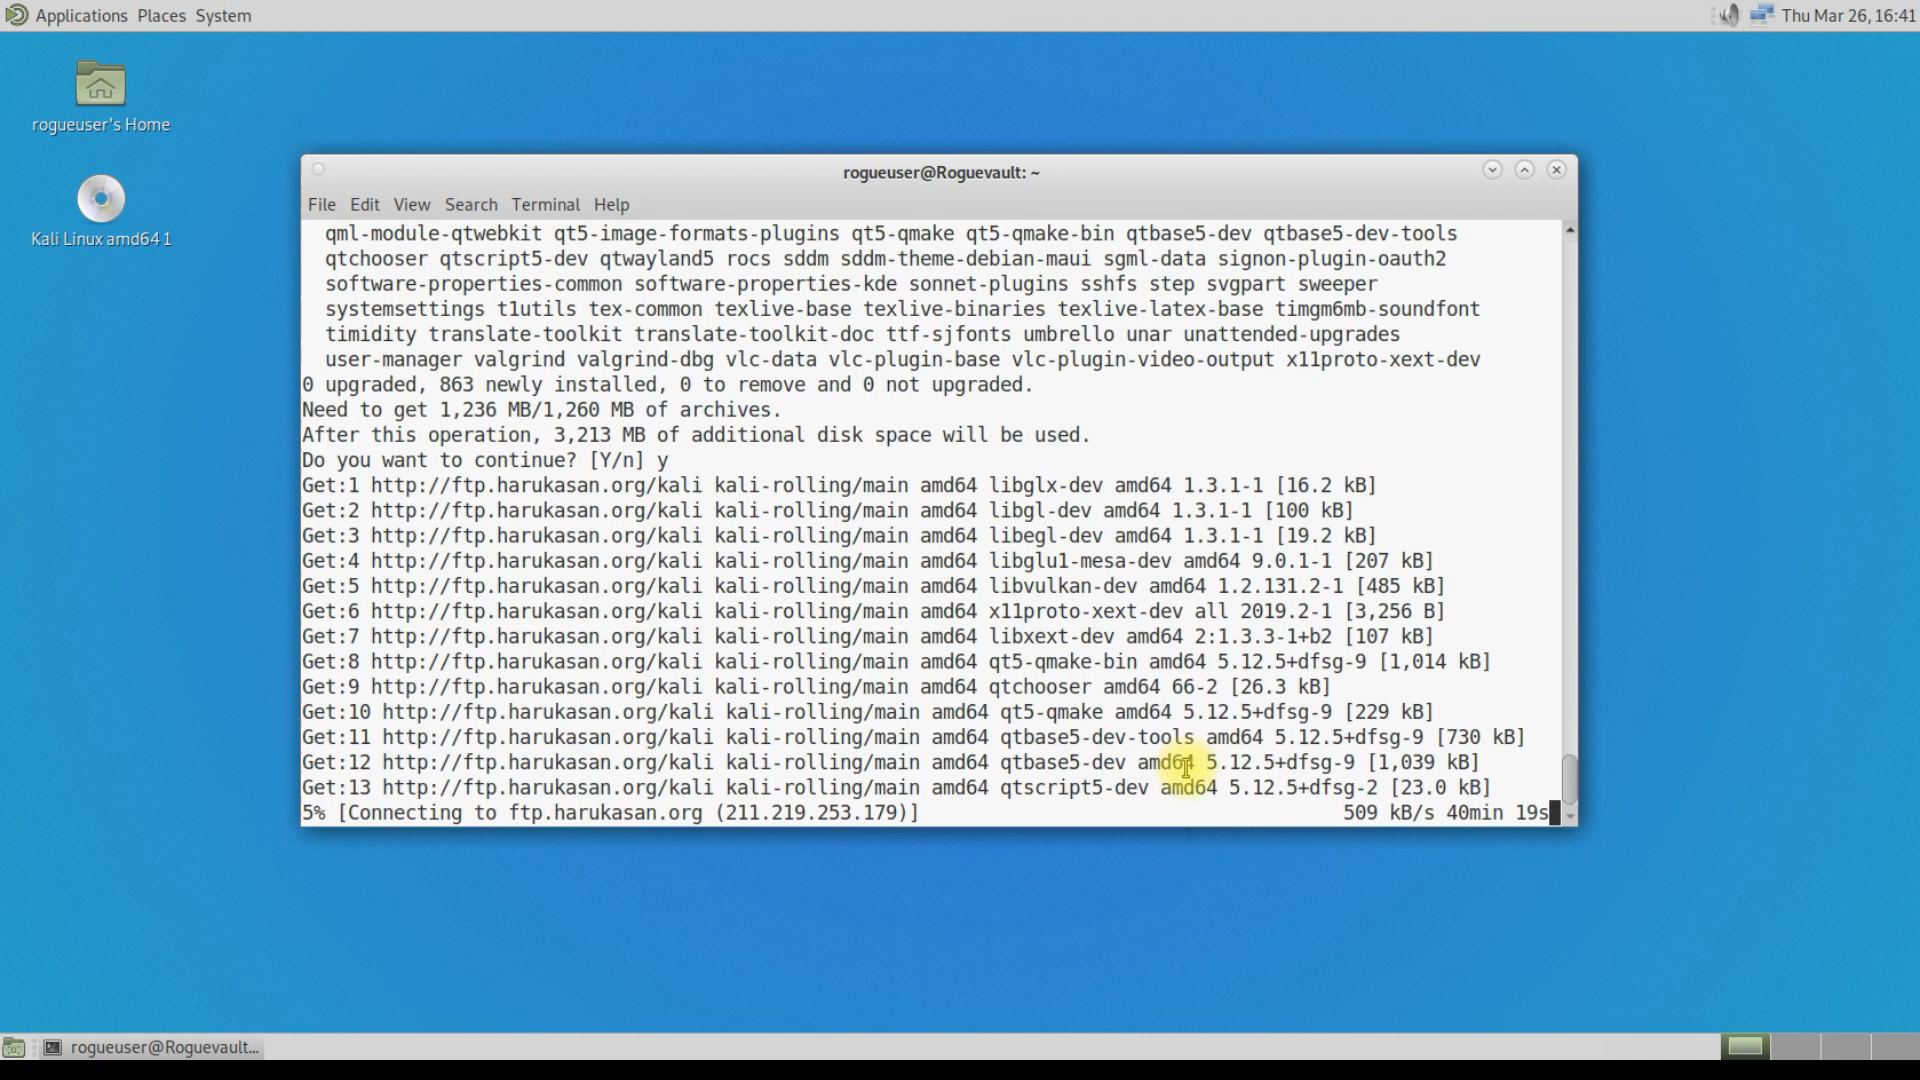 Applications Places System
Thu Mar 26, 16:41
rogueuser's Home
Kali Linux amd64 1
rogueuser@Roguevault: ~
File Edit View Search Terminal Help
qml-module-qtwebkit qt5-image-formats-plugins qt5-qmake qt5-qmake-bin qtbase5-dev qtbase5-dev-tools
qtchooser qtscript5-dev qtwayland5 rocs sddm sddm-theme-debian-maui sgml-data signon-plugin-oauth2
software-properties-common software-properties-kde sonnet-plugins sshfs step svgpart sweeper
systemsettings t1utils tex-common texlive-base texlive-binaries texlive-latex-base timgm6mb-soundfont
timidity translate-toolkit translate-toolkit-doc ttf-sjfonts umbrello unar unattended-upgrades
user-manager valgrind valgrind-dbg vlc-data vlc-plugin-base vlc-plugin-video-output x11proto-xext-dev
0 upgraded, 863 newly installed, 0 to remove and 0 not upgraded.
Need to get 1,236 MB/1,260 MB of archives.
After this operation, 3,213 MB of additional disk space will be used.
Do you want to continue? [Y/n] y
Get:1 http://ftp.harukasan.org/kali kali-rolling/main amd64 libglx-dev amd64 1.3.1-1 [16.2 kB]
Get:2 http://ftp.harukasan.org/kali kali-rolling/main amd64 libgl-dev amd64 1.3.1-1 [100 kB]
Get:3 http://ftp.harukasan.org/kali kali-rolling/main amd64 libegl-dev amd64 1.3.1-1 [19.2 kB]
Get:4 http://ftp.harukasan.org/kali kali-rolling/main amd64 libglu1-mesa-dev amd64 9.0.1-1 [207 kB]
Get:5 http://ftp.harukasan.org/kali kali-rolling/main amd64 libvulkan-dev amd64 1.2.131.2-1 [485 kB]
Get:6 http://ftp.harukasan.org/kali kali-rolling/main amd64 x11proto-xext-dev all 2019.2-1 [3,256 B]
Get:7 http://ftp.harukasan.org/kali kali-rolling/main amd64 libxext-dev amd64 2:1.3.3-1+b2 [107 kB]
Get:8 http://ftp.harukasan.org/kali kali-rolling/main amd64 qt5-qmake-bin amd64 5.12.5+dfsg-9 [1,014 kB]
Get:9 http://ftp.harukasan.org/kali kali-rolling/main amd64 qtchooser amd64 66-2 [26.3 kB]
Get:10 http://ftp.harukasan.org/kali kali-rolling/main amd64 qt5-qmake amd64 5.12.5+dfsg-9 [229 kB]
Get:11 http://ftp.harukasan.org/kali kali-rolling/main amd64 qtbase5-dev-tools amd64 5.12.5+dfsg-9 [730 kB]
Get:12 http://ftp.harukasan.org/kali kali-rolling/main amd64 qtbase5-dev amd64 5.12.5+dfsg-9 [1,039 kB]
Get:13 http://ftp.harukasan.org/kali kali-rolling/main amd64 qtscript5-dev amd64 5.12.5+dfsg-2 [23.0 kB]
5% [Connecting to ftp.harukasan.org (211.219.253.179)] 509 kB/s 40min 19s
rogueuser@Roguevault...